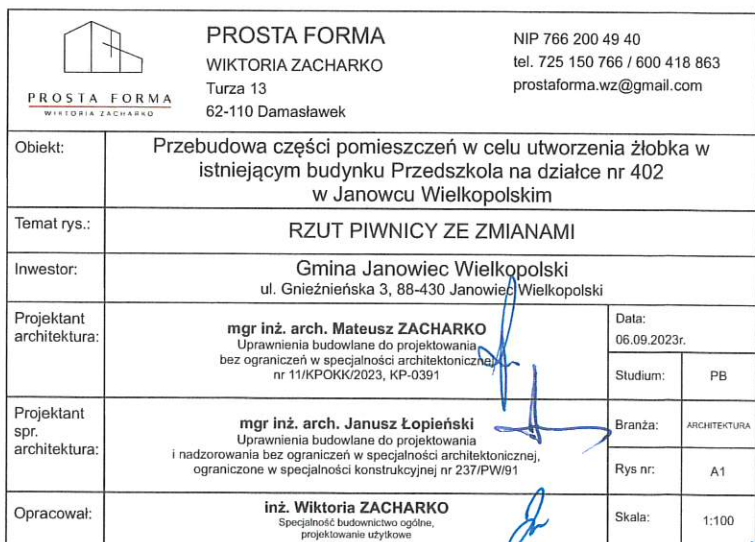 PROSTA FORMA
WIKTORIA ZACHARKO
PROSTA FORMA
WIKTORIA ZACHARKO
Turza 13
62-110 Damasławek
NIP 766 200 49 40
tel. 725 150 766 / 600 418 863
prostaforma.wz@gmail.com
Obiekt:
Przebudowa części pomieszczeń w celu utworzenia żłobka w
istniejącym budynku Przedszkola na działce nr 402
w Janowcu Wielkopolskim
Temat rys.:
RZUT PIWNICY ZE ZMIANAMI
Inwestor:
Gmina Janowiec Wielkopolski
ul. Gnieźnieńska 3, 88-430 Janowiec Wielkopolski
Projektant
architektura:
mgr inż. arch. Mateusz ZACHARKO
Uprawnienia budowlane do projektowania
bez ograniczeń w specjalności architektonicznej
nr 11/KPOKK/2023, KP-0391
Data:
06.09.2023r.
Studium:
PB
Projektant
spr.
architektura:
mgr inż. arch. Janusz Łopieński
Uprawnienia budowlane do projektowania
i nadzorowania bez ograniczeń w specjalności architektonicznej,
ograniczone w specjalności konstrukcyjnej nr 237/PW/91
Branża:
ARCHITEKTURA
Rys nr:
A1
Opracował:
inż. Wiktoria ZACHARKO
Specjalność budownictwo ogólne,
projektowanie użytkowe
Skala:
1:100